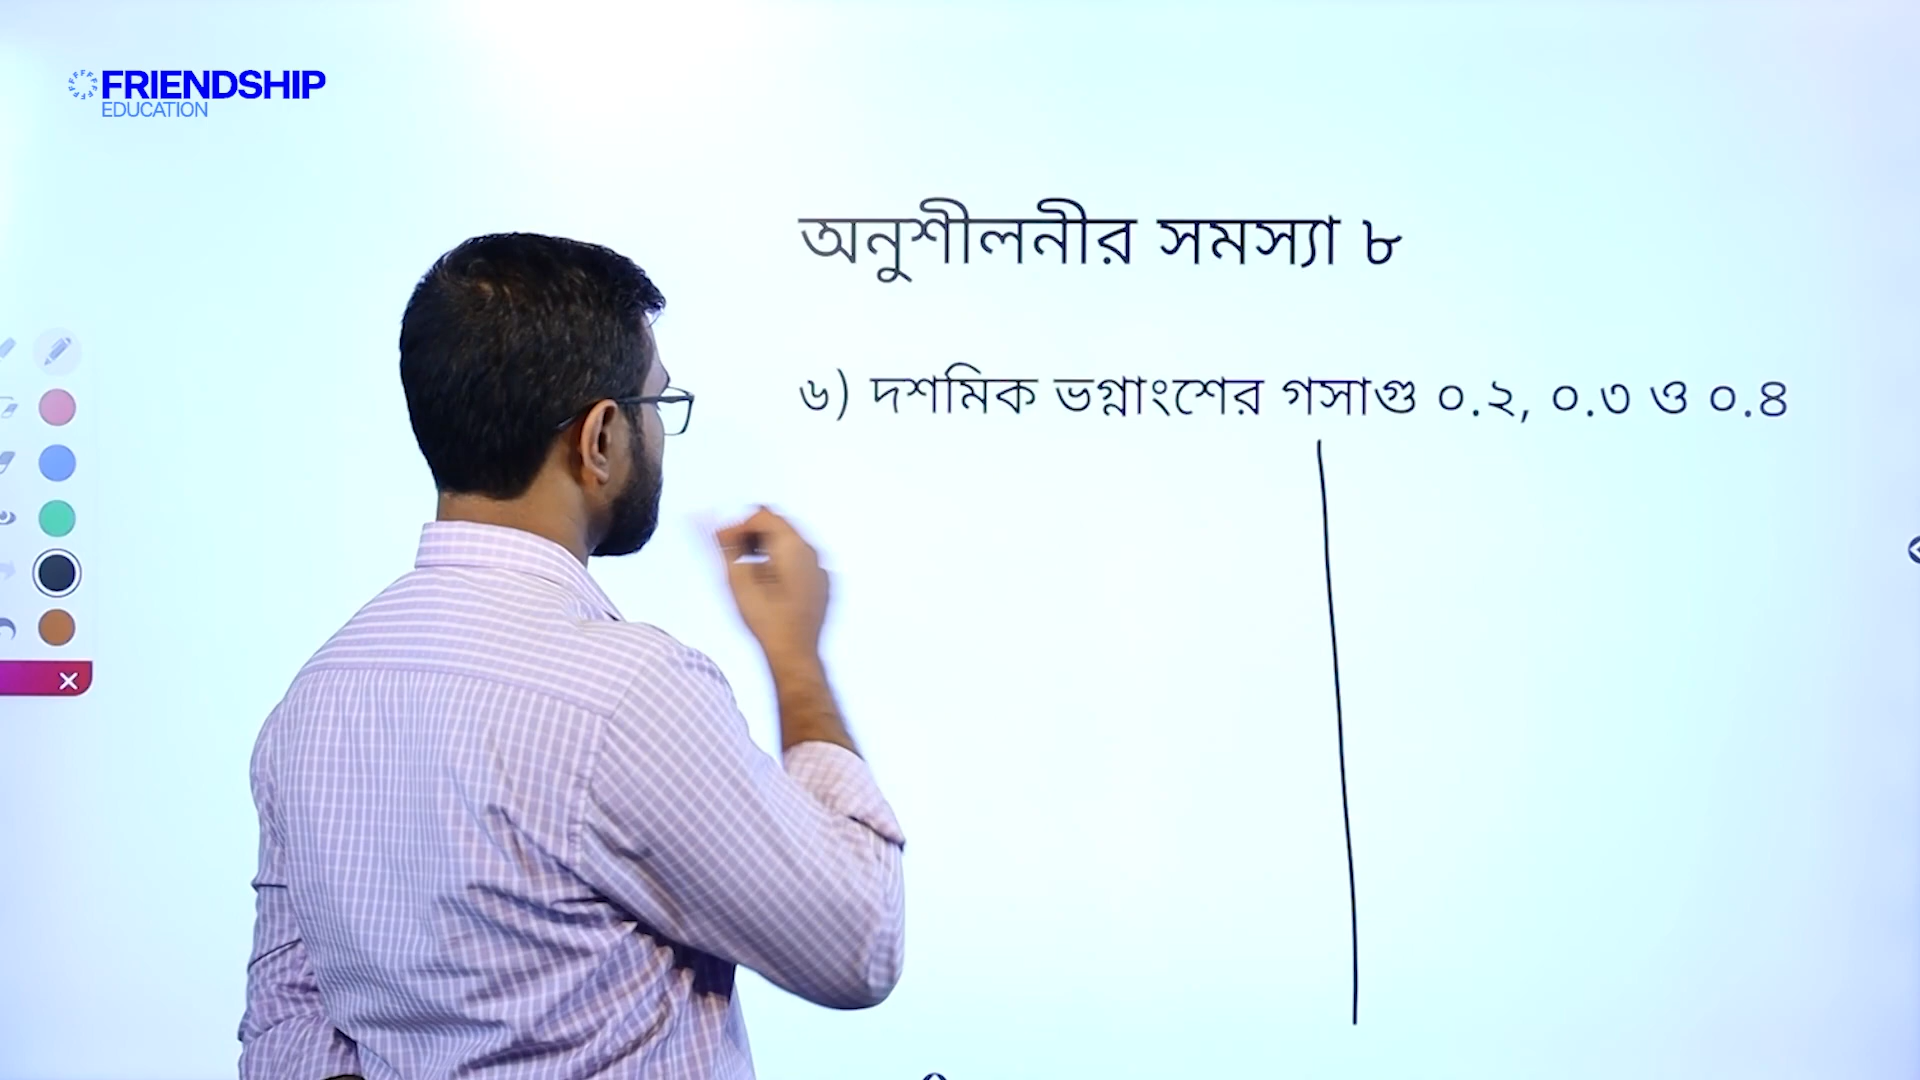 FRIENDSHIP
EDUCATION
অনুশীলনীর সমস্যা ৮
৬) দশমিক ভগ্নাংশের গসাগু ০.২, ০.৩ ও ০.৪